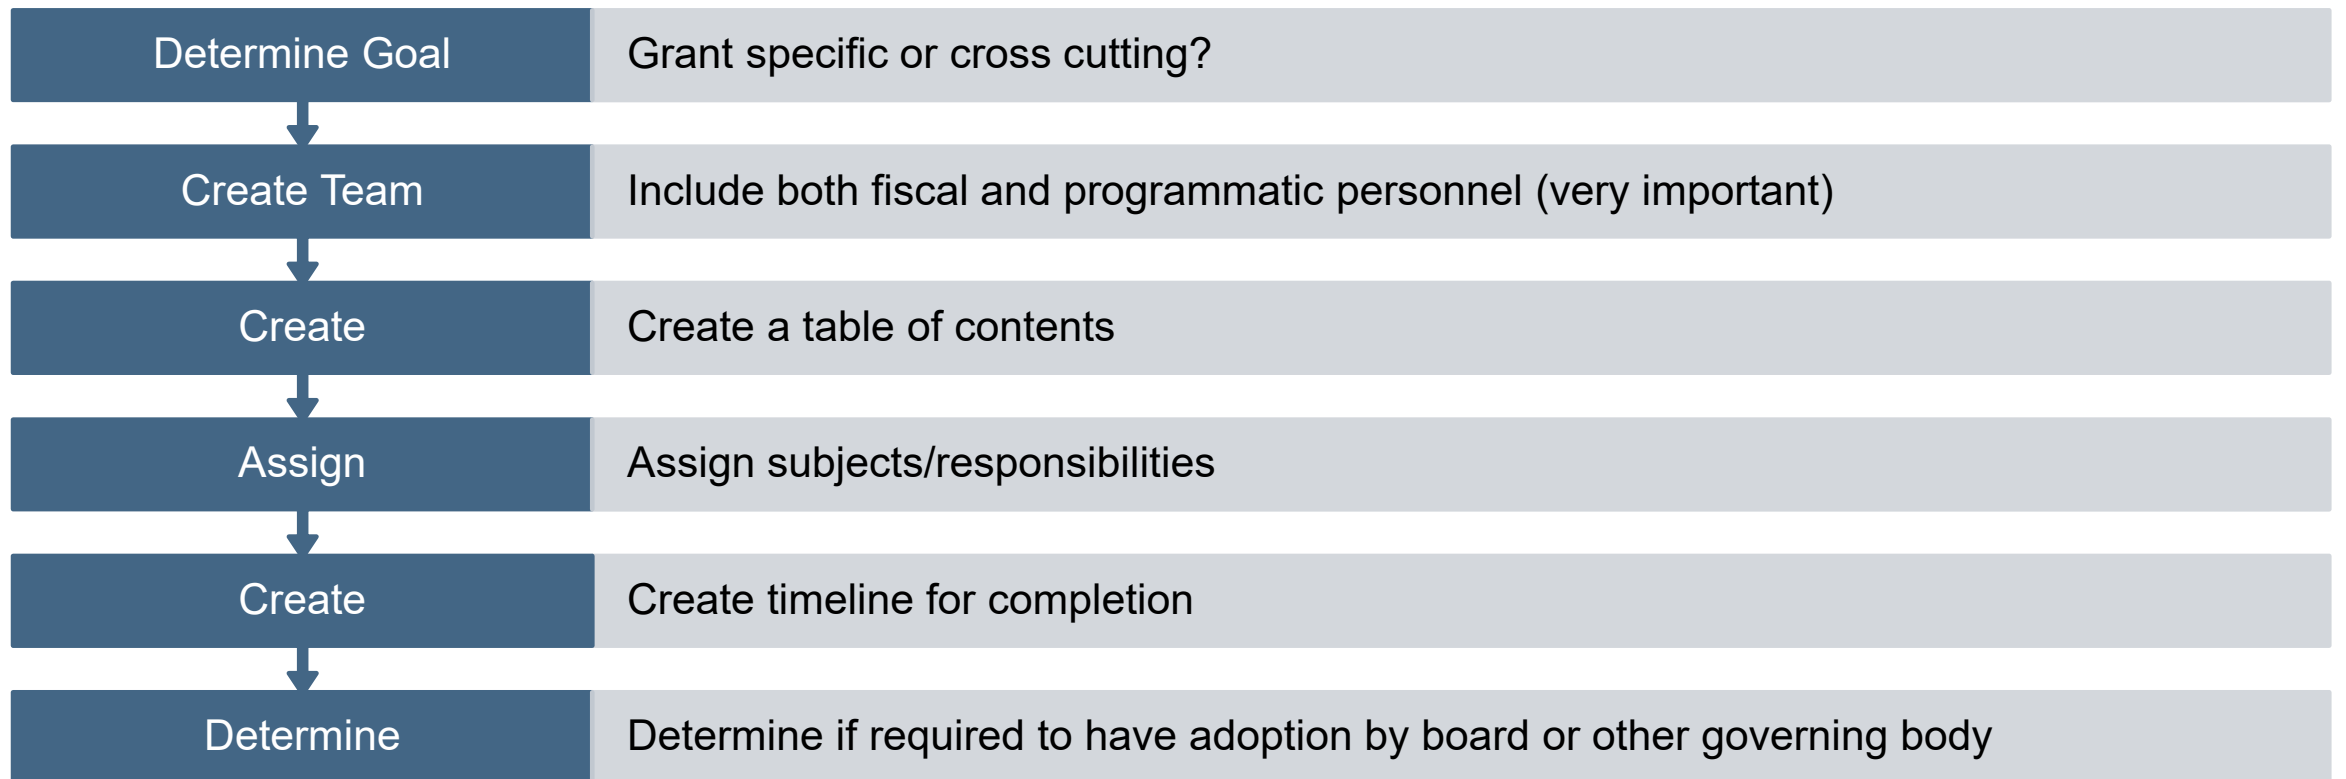 Determine Goal
Grant specific or cross cutting?
Create Team
Include both fiscal and programmatic personnel (very important)
Create
Create a table of contents
Assign
Assign subjects/responsibilities
Create
Create timeline for completion
Determine
Determine if required to have adoption by board or other governing body